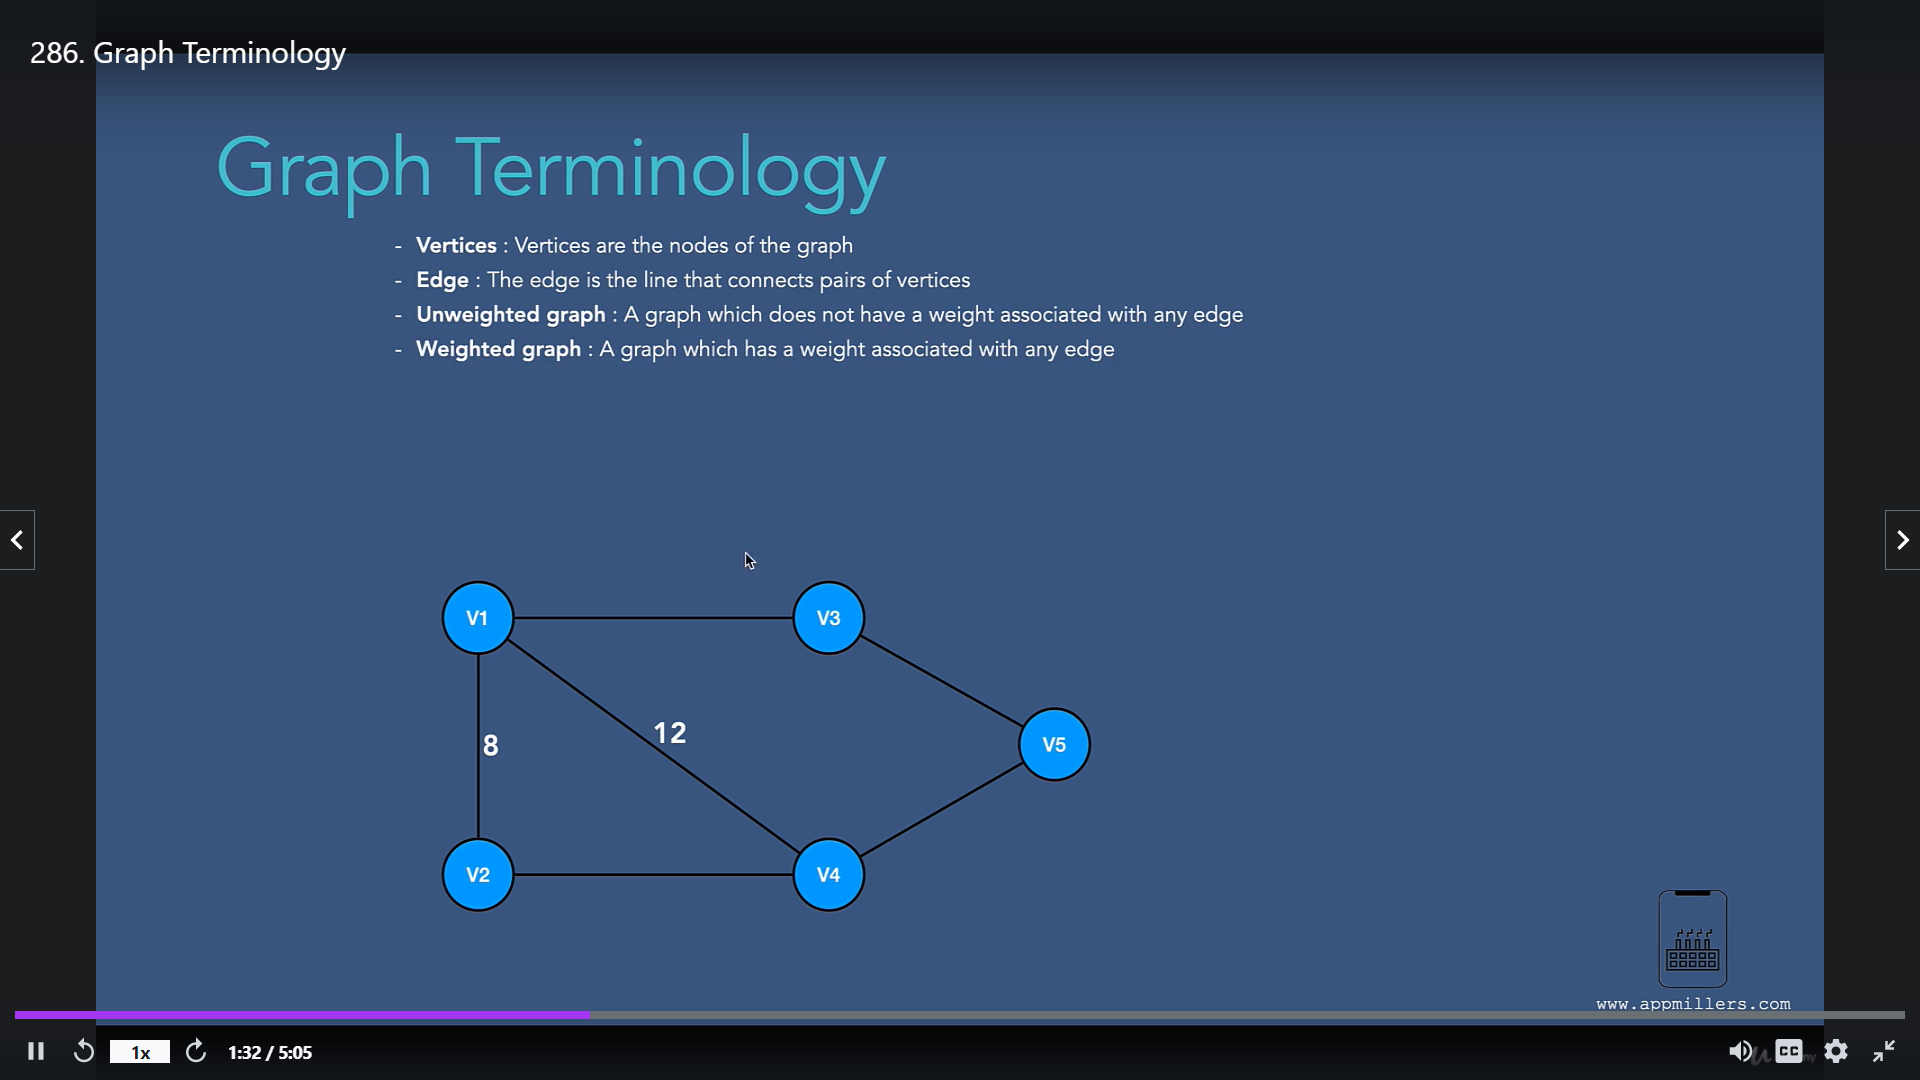 286. Graph Terminology
Graph Terminology
- Vertices : Vertices are the nodes of the graph
- Edge : The edge is the line that connects pairs of vertices
- Unweighted graph : A graph which does not have a weight associated with any edge
- Weighted graph : A graph which has a weight associated with any edge
V1
V3
12
8
V5
V2
V4
www.appmillers.com
1x
1:32 / 5:05
CC